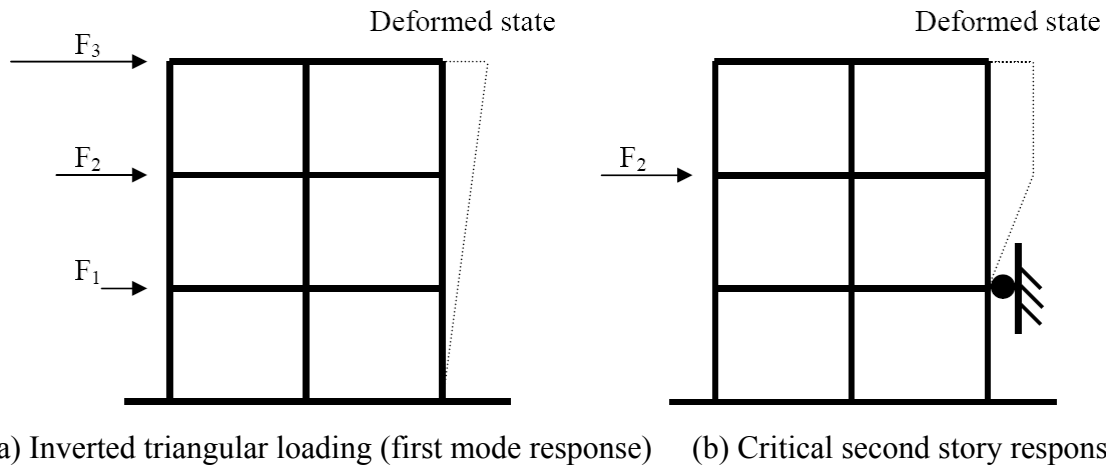 Deformed state
Deformed state
F3
F2
F2
F1
a) Inverted triangular loading (first mode response)
(b) Critical second story respons